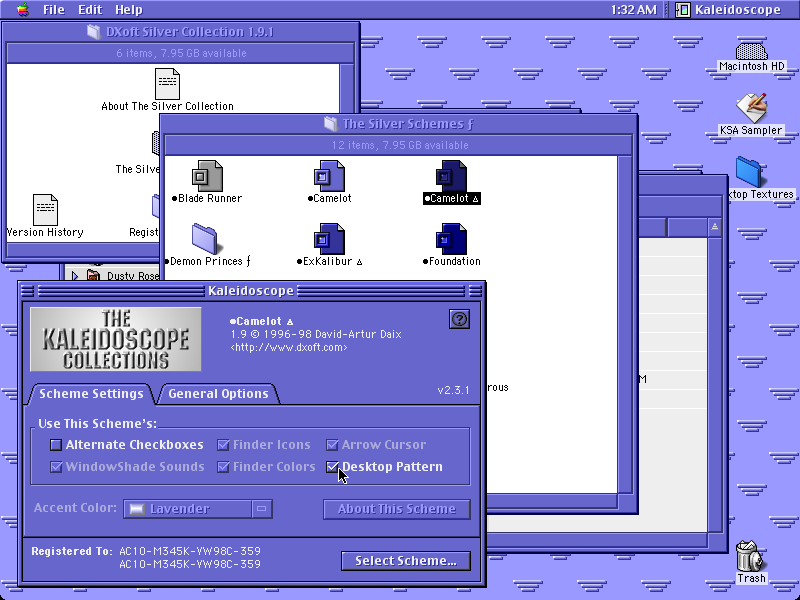 File Edit Help
1:32 AM
Kaleidoscope
DXoft Silver Collection 1.9.1
6 items, 7.95 GB available
About The Silver Collection
The Silve
Version History
Regist
Dusty Rose
The Silver Schemes ƒ
12 items, 7.95 GB available
•Blade Runner
•Camelot
•Camelot ▵
•Demon Princes ƒ
•ExKalibur ▵
•Foundation
rous
M
Macintosh HD
KSA Sampler
ktop Textures
Trash
Kaleidoscope
THE
KALEIDOSCOPE
COLLECTIONS
•Camelot ▵
1.9 © 1996-98 David-Artur Daix
<http://www.dxoft.com>
?
v2.3.1
Scheme Settings
General Options
Use This Scheme's:
Alternate Checkboxes
Finder Icons
Arrow Cursor
WindowShade Sounds
Finder Colors
Desktop Pattern
Accent Color:
Lavender
About This Scheme
Registered To: AC10-M345K-YW98C-359
AC10-M345K-YW98C-359
Select Scheme...